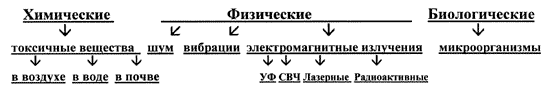 Химические Физические Биологические
токсичные вещества шум вибрации электромагнитные излучения микроорганизмы
в воздухе в воде в почве УФ СВЧ Лазерные Радиоактивные